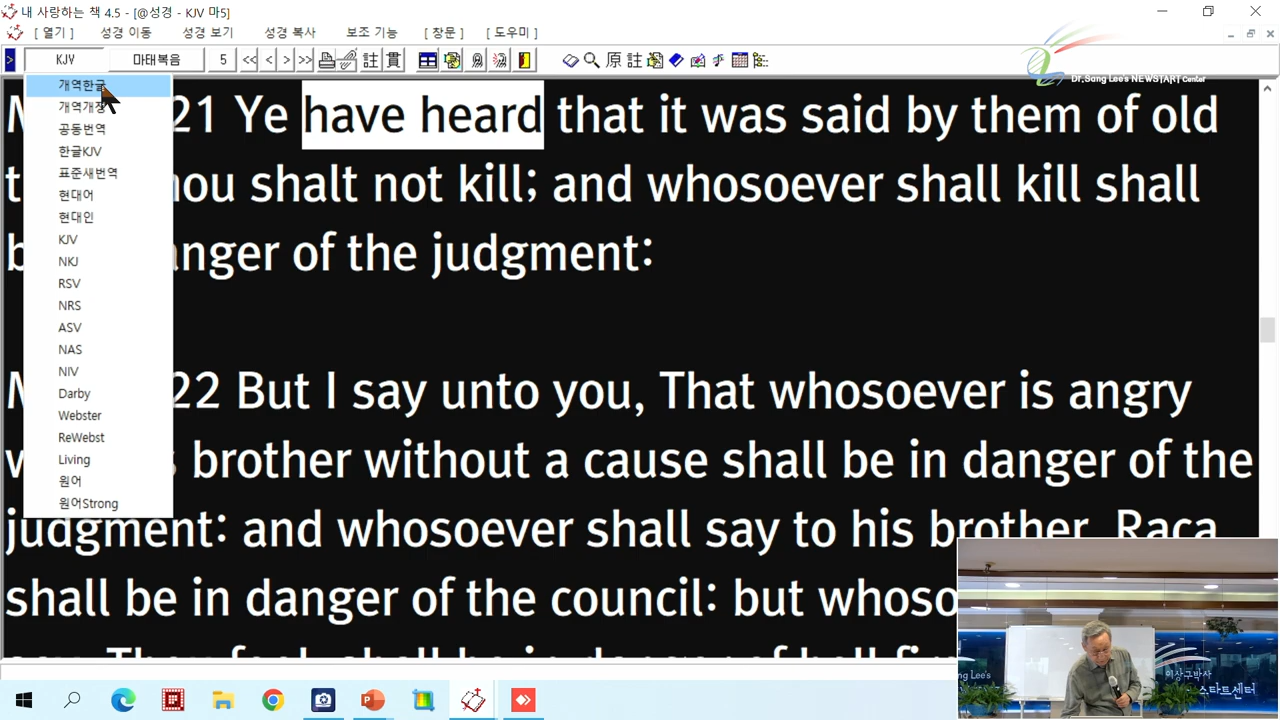 내 사랑하는 책 4.5 - [@성경 - KJV 마5]
[ 열기 ] 성경 이동 성경 보기 성경 복사 보조 기능 [ 창문 ] [ 도우미 ]
KJV 마태복음 5 << < > >> 註 貫 原 註
Dr.Sang Lee's NEWSTART Center
개역한글
개역개정
공동번역
한글KJV
표준새번역
현대어
현대인
KJV
NKJ
RSV
NRS
ASV
NAS
NIV
Darby
Webster
ReWebst
Living
원어
원어Strong
21 Ye have heard that it was said by them of old
hou shalt not kill; and whosoever shall kill shall
anger of the judgment:
22 But I say unto you, That whosoever is angry
brother without a cause shall be in danger of the
judgment: and whosoever shall say to his brother, Raca
shall be in danger of the council: but whoso
이상구박사
스타트센터